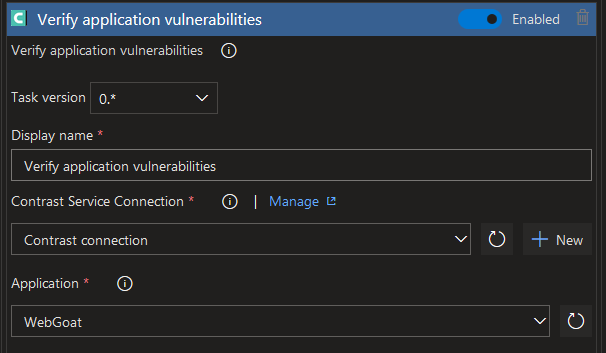 C Verify application vulnerabilities Enabled
Verify application vulnerabilities
Task version 0.*
Display name *
Verify application vulnerabilities
Contrast Service Connection * | Manage
Contrast connection + New
Application *
WebGoat